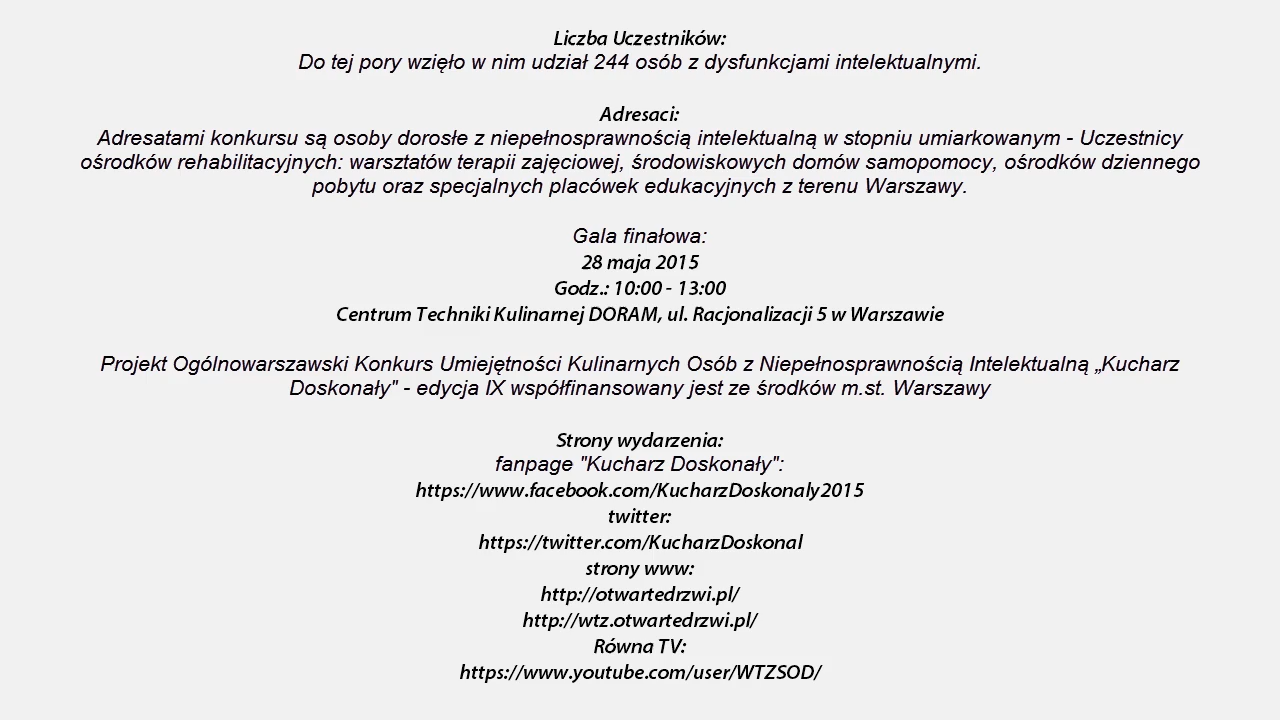 Liczba Uczestników:
Do tej pory wzięło w nim udział 244 osób z dysfunkcjami intelektualnymi.
Adresaci:
Adresatami konkursu są osoby dorosłe z niepełnosprawnością intelektualną w stopniu umiarkowanym - Uczestnicy
ośrodków rehabilitacyjnych: warsztatów terapii zajęciowej, środowiskowych domów samopomocy, ośrodków dziennego
pobytu oraz specjalnych placówek edukacyjnych z terenu Warszawy.
Gala finałowa:
28 maja 2015
Godz.: 10:00 - 13:00
Centrum Techniki Kulinarnej DORAM, ul. Racjonalizacji 5 w Warszawie
Projekt Ogólnowarszawski Konkurs Umiejętności Kulinarnych Osób z Niepełnosprawnością Intelektualną „Kucharz
Doskonały" - edycja IX współfinansowany jest ze środków m.st. Warszawy
Strony wydarzenia:
fanpage "Kucharz Doskonały":
https://www.facebook.com/KucharzDoskonaly2015
twitter:
https://twitter.com/KucharzDoskonal
strony www:
http://otwartedrzwi.pl/
http://wtz.otwartedrzwi.pl/
Równa TV:
https://www.youtube.com/user/WTZSOD/